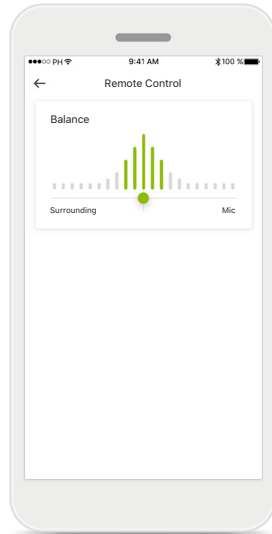 ●●●○○ PH 9:41 AM 100 %
Remote Control
Balance
Surrounding Mic